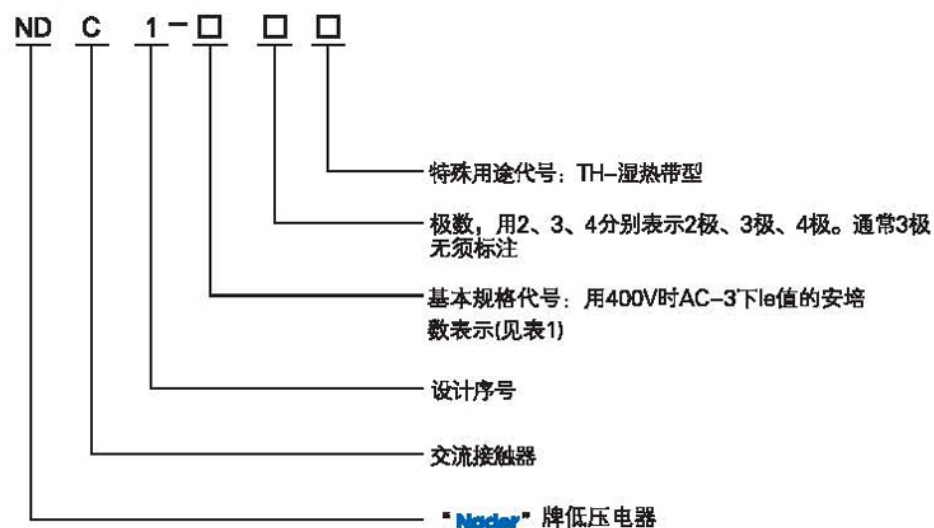 ND C 1-□ □ □
特殊用途代号：TH-湿热带型
极数，用2、3、4分别表示2极、3极、4极。通常3极
无须标注
基本规格代号：用400V时AC-3下Ie值的安培
数表示(见表1)
设计序号
交流接触器
"Nader"牌低压电器